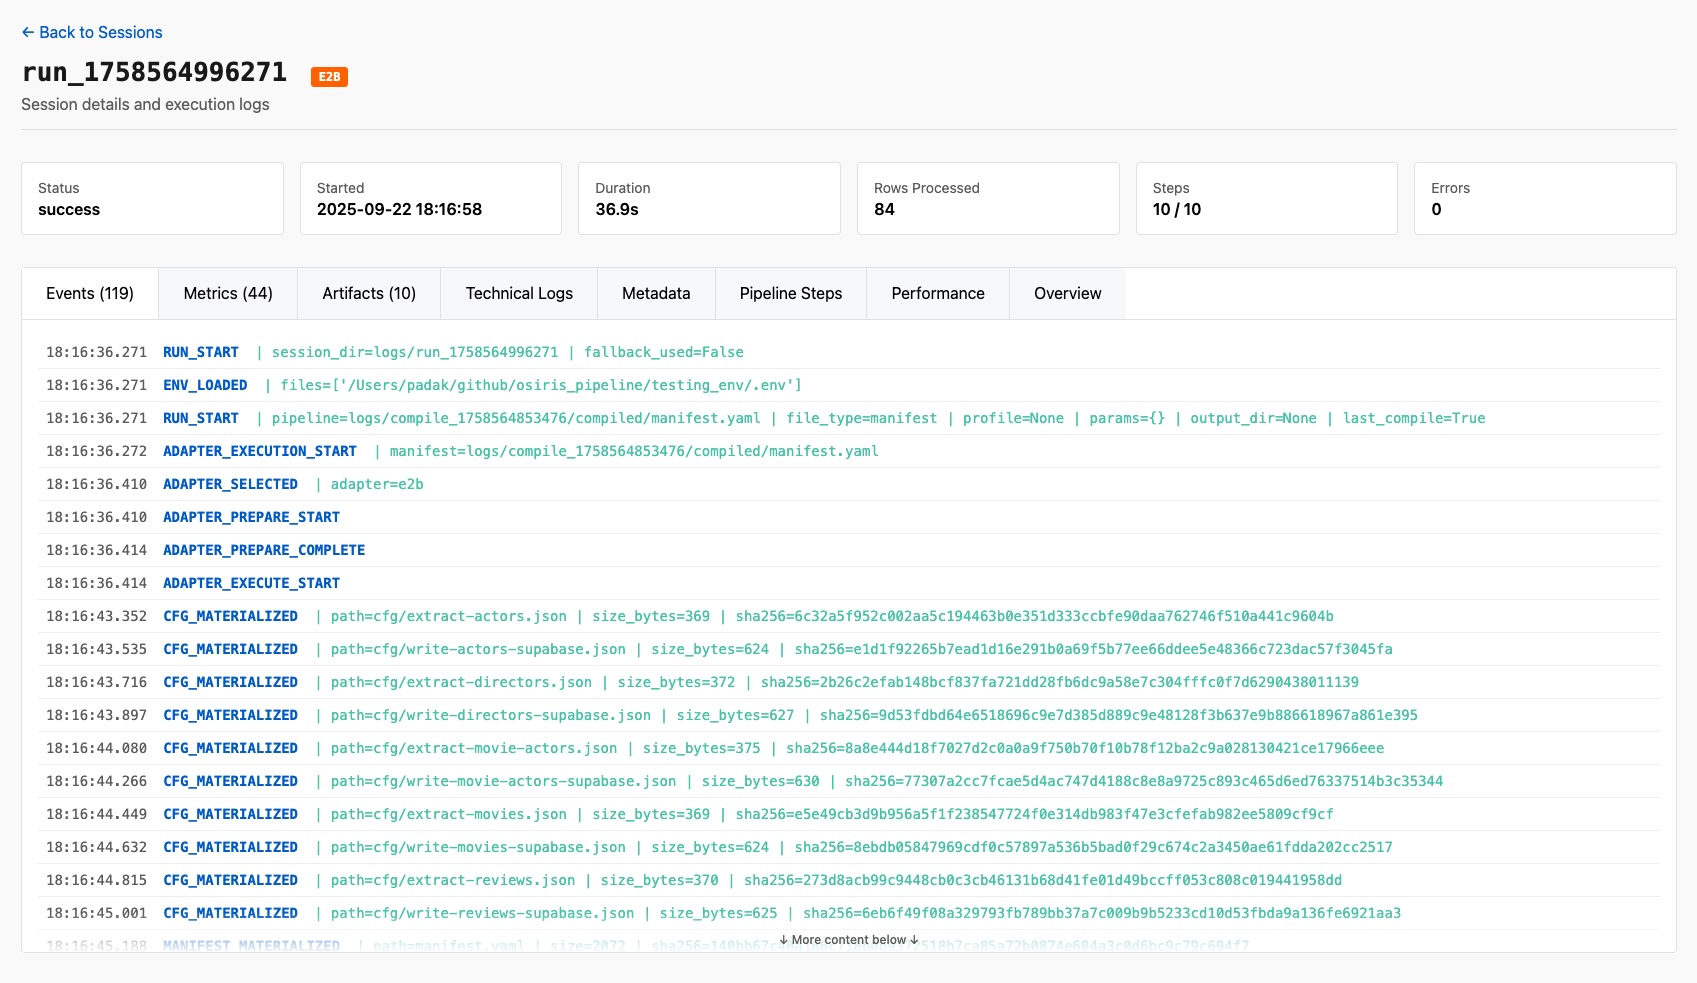 ← Back to Sessions
run_1758564996271 E2B
Session details and execution logs
Status
success
Started
2025-09-22 18:16:58
Duration
36.9s
Rows Processed
84
Steps
10 / 10
Errors
0
Events (119) Metrics (44) Artifacts (10) Technical Logs Metadata Pipeline Steps Performance Overview
18:16:36.271 RUN_START | session_dir=logs/run_1758564996271 | fallback_used=False
18:16:36.271 ENV_LOADED | files=['/Users/padak/github/osiris_pipeline/testing_env/.env']
18:16:36.271 RUN_START | pipeline=logs/compile_1758564853476/compiled/manifest.yaml | file_type=manifest | profile=None | params={} | output_dir=None | last_compile=True
18:16:36.272 ADAPTER_EXECUTION_START | manifest=logs/compile_1758564853476/compiled/manifest.yaml
18:16:36.410 ADAPTER_SELECTED | adapter=e2b
18:16:36.410 ADAPTER_PREPARE_START
18:16:36.414 ADAPTER_PREPARE_COMPLETE
18:16:36.414 ADAPTER_EXECUTE_START
18:16:43.352 CFG_MATERIALIZED | path=cfg/extract-actors.json | size_bytes=369 | sha256=6c32a5f952c002aa5c194463b0e351d333ccbfe90daa762746f510a441c9604b
18:16:43.535 CFG_MATERIALIZED | path=cfg/write-actors-supabase.json | size_bytes=624 | sha256=e1d1f92265b7ead1d16e291b0a69f5b77ee66ddee5e48366c723dac57f3045fa
18:16:43.716 CFG_MATERIALIZED | path=cfg/extract-directors.json | size_bytes=372 | sha256=2b26c2efab148bcf837fa721dd28fb6dc9a58e7c304fffc0f7d6290438011139
18:16:43.897 CFG_MATERIALIZED | path=cfg/write-directors-supabase.json | size_bytes=627 | sha256=9d53fdbd64e6518696c9e7d385d889c9e48128f3b637e9b886618967a861e395
18:16:44.080 CFG_MATERIALIZED | path=cfg/extract-movie-actors.json | size_bytes=375 | sha256=8a8e444d18f7027d2c0a0a9f750b70f10b78f12ba2c9a028130421ce17966eee
18:16:44.266 CFG_MATERIALIZED | path=cfg/write-movie-actors-supabase.json | size_bytes=630 | sha256=77307a2cc7fcae5d4ac747d4188c8e8a9725c893c465d6ed76337514b3c35344
18:16:44.449 CFG_MATERIALIZED | path=cfg/extract-movies.json | size_bytes=369 | sha256=e5e49cb3d9b956a5f1f238547724f0e314db983f47e3cfefab982ee5809cf9cf
18:16:44.632 CFG_MATERIALIZED | path=cfg/write-movies-supabase.json | size_bytes=624 | sha256=8ebdb05847969cdf0c57897a536b5bad0f29c674c2a3450ae61fdda202cc2517
18:16:44.815 CFG_MATERIALIZED | path=cfg/extract-reviews.json | size_bytes=370 | sha256=273d8acb99c9448cb0c3cb46131b68d41fe01d49bccff053c808c019441958dd
18:16:45.001 CFG_MATERIALIZED | path=cfg/write-reviews-supabase.json | size_bytes=625 | sha256=6eb6f49f08a329793fb789bb37a7c009b9b5233cd10d53fbda9a136fe6921aa3
18:16:45.188 MANIFEST_MATERIALIZED | path=manifest.yaml | size=2072 |
↓ More content below ↓